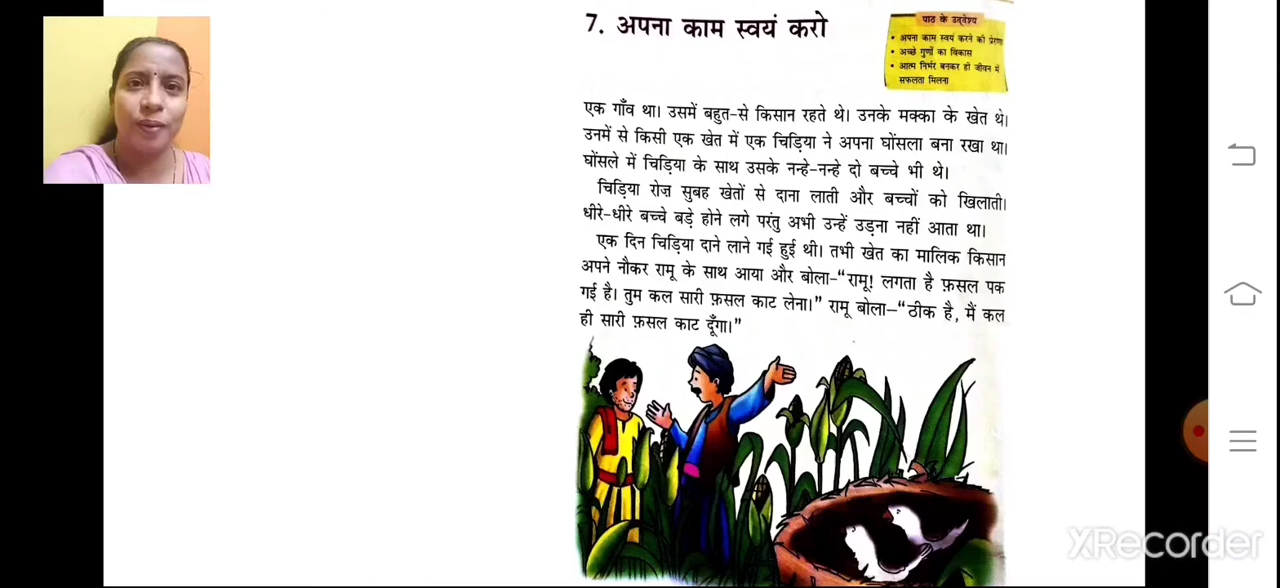 7. अपना काम स्वयं करो
पाठ के उद्देश्य
• अपना काम स्वयं करने की प्रेरणा
• अच्छे गुणों का विकास
• आत्म निर्भर बनकर ही जीवन में
सफलता मिलना
एक गाँव था। उसमें बहुत-से किसान रहते थे। उनके मक्का के खेत थे।
उनमें से किसी एक खेत में एक चिड़िया ने अपना घोंसला बना रखा था।
घोंसले में चिड़िया के साथ उसके नन्हे-नन्हे दो बच्चे भी थे।
चिड़िया रोज़ सुबह खेतों से दाना लाती और बच्चों को खिलाती।
धीरे-धीरे बच्चे बड़े होने लगे परंतु अभी उन्हें उड़ना नहीं आता था।
एक दिन चिड़िया दाने लाने गई हुई थी। तभी खेत का मालिक किसान
अपने नौकर रामू के साथ आया और बोला–“रामू! लगता है फ़सल पक
गई है। तुम कल सारी फ़सल काट लेना।” रामू बोला–“ठीक है, मैं कल
ही सारी फ़सल काट दूँगा।”
XRecorder